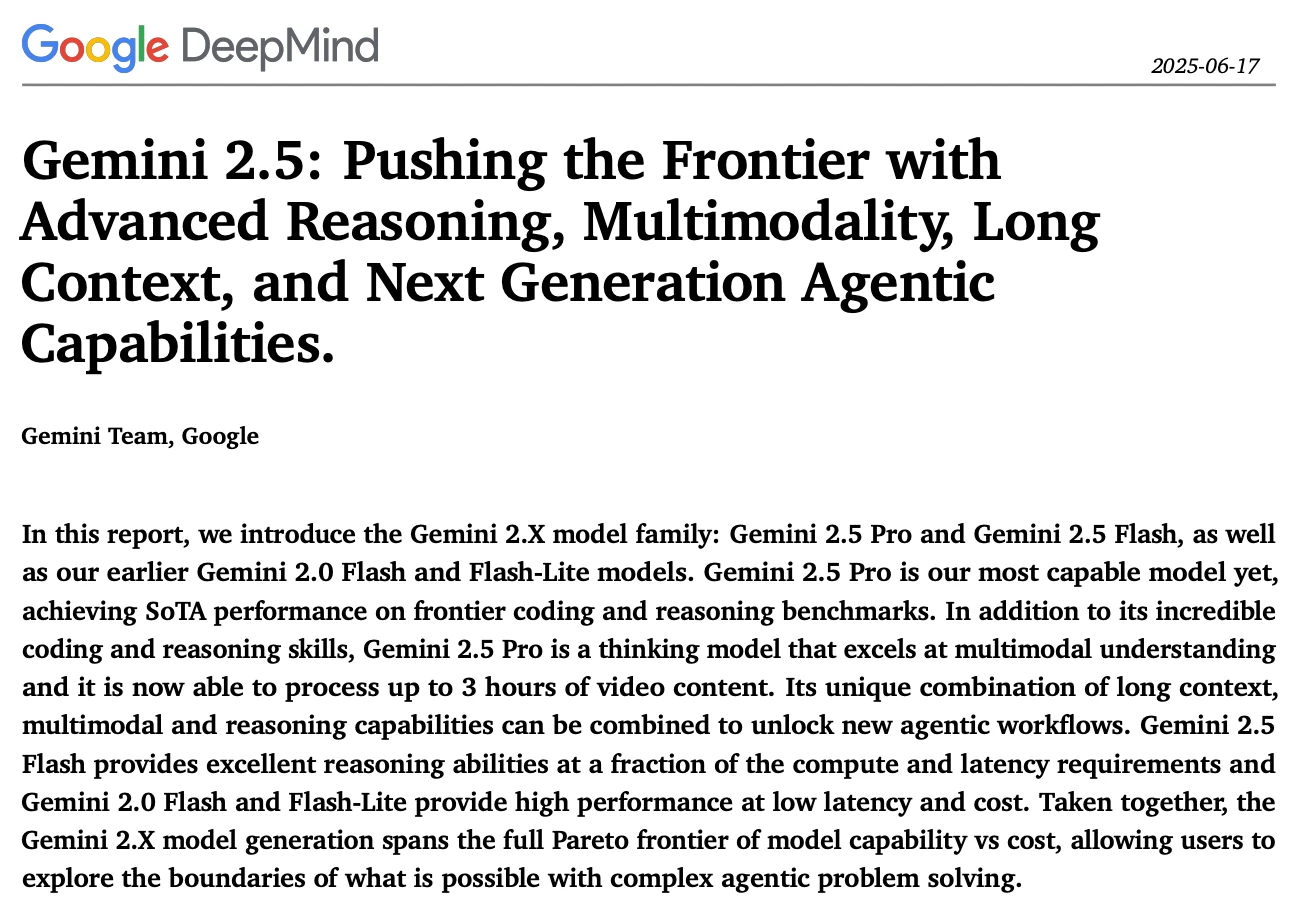 Google DeepMind
2025-06-17
Gemini 2.5: Pushing the Frontier with
Advanced Reasoning, Multimodality, Long
Context, and Next Generation Agentic
Capabilities.
Gemini Team, Google
In this report, we introduce the Gemini 2.X model family: Gemini 2.5 Pro and Gemini 2.5 Flash, as well
as our earlier Gemini 2.0 Flash and Flash-Lite models. Gemini 2.5 Pro is our most capable model yet,
achieving SoTA performance on frontier coding and reasoning benchmarks. In addition to its incredible
coding and reasoning skills, Gemini 2.5 Pro is a thinking model that excels at multimodal understanding
and it is now able to process up to 3 hours of video content. Its unique combination of long context,
multimodal and reasoning capabilities can be combined to unlock new agentic workflows. Gemini 2.5
Flash provides excellent reasoning abilities at a fraction of the compute and latency requirements and
Gemini 2.0 Flash and Flash-Lite provide high performance at low latency and cost. Taken together, the
Gemini 2.X model generation spans the full Pareto frontier of model capability vs cost, allowing users to
explore the boundaries of what is possible with complex agentic problem solving.